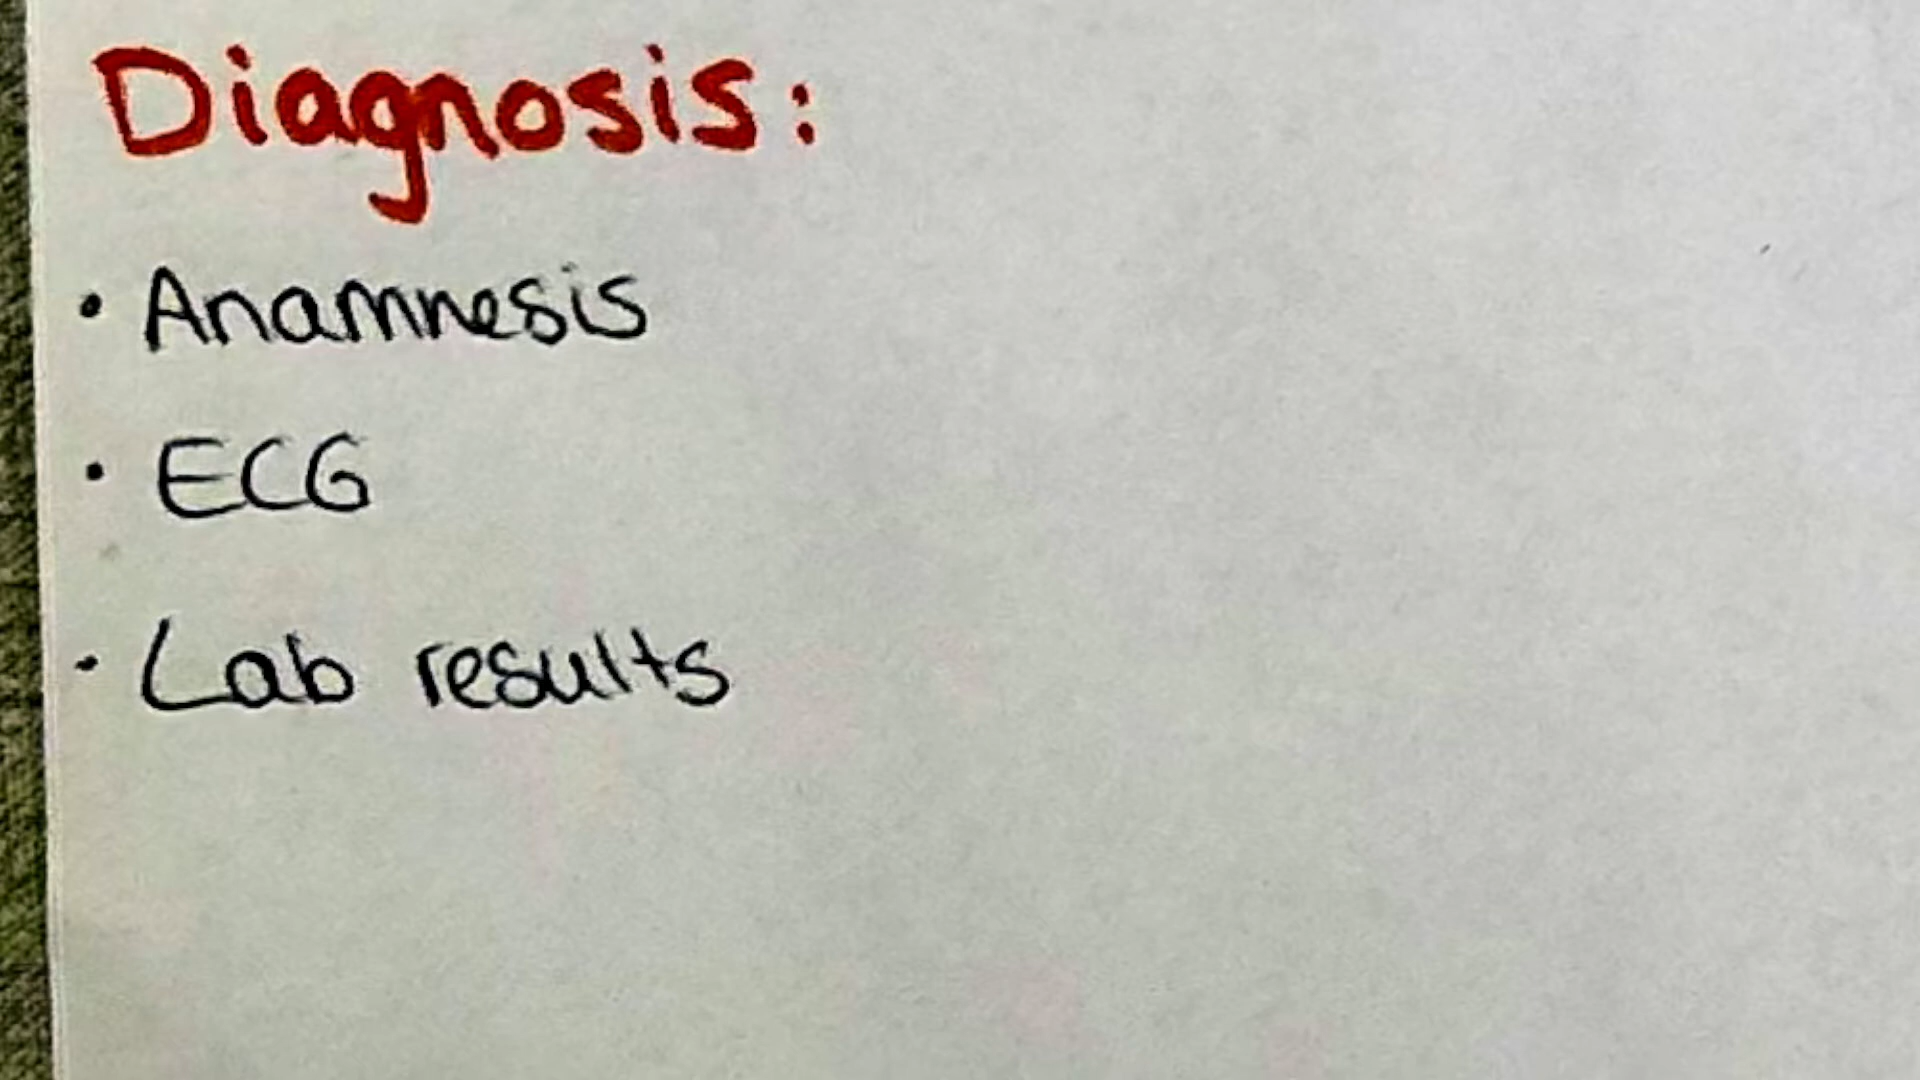 Diagnosis:
• Anamnesis
• ECG
• Lab results